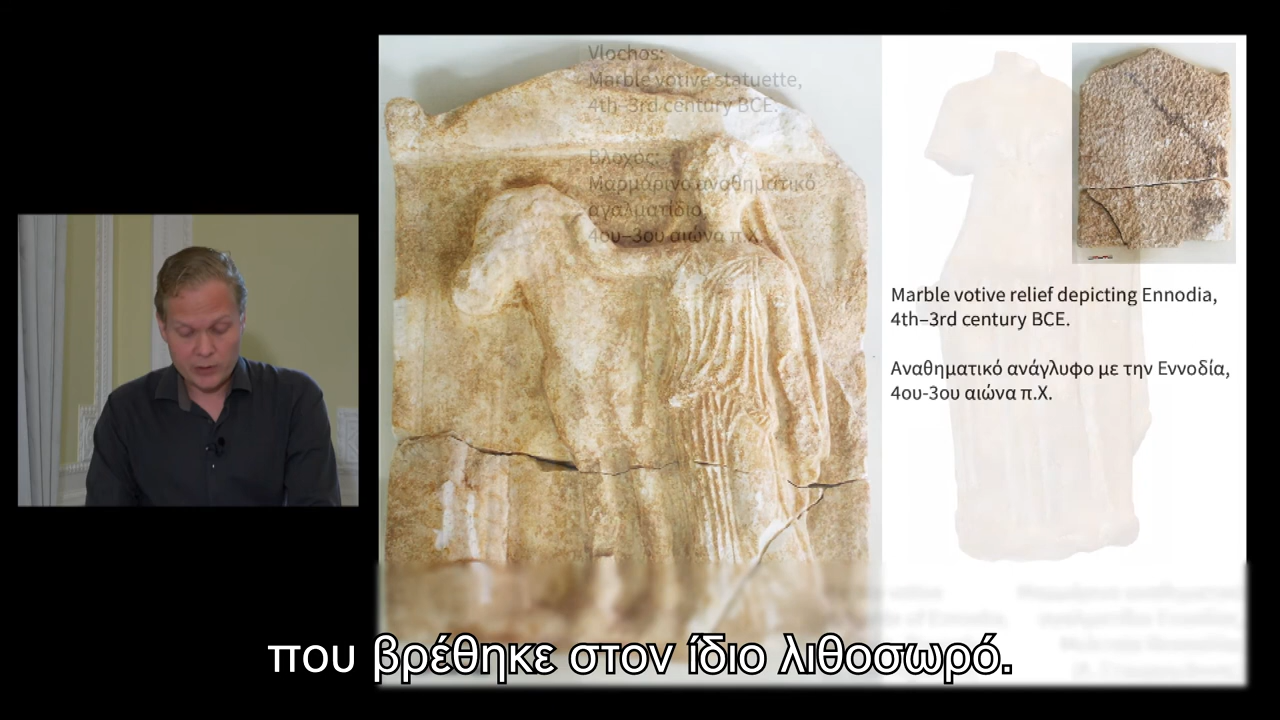 Vlochos:
Marble votive statuette,
4th–3rd century BCE.
Βλοχός:
Μαρμάρινο αναθηματικό
αγαλματίδιο,
4ου–3ου αιώνα π.Χ.
Marble votive relief depicting Ennodia,
4th–3rd century BCE.
Αναθηματικό ανάγλυφο με την Εννοδία,
4ου-3ου αιώνα π.Χ.
που βρέθηκε στον ίδιο λιθοσωρό.